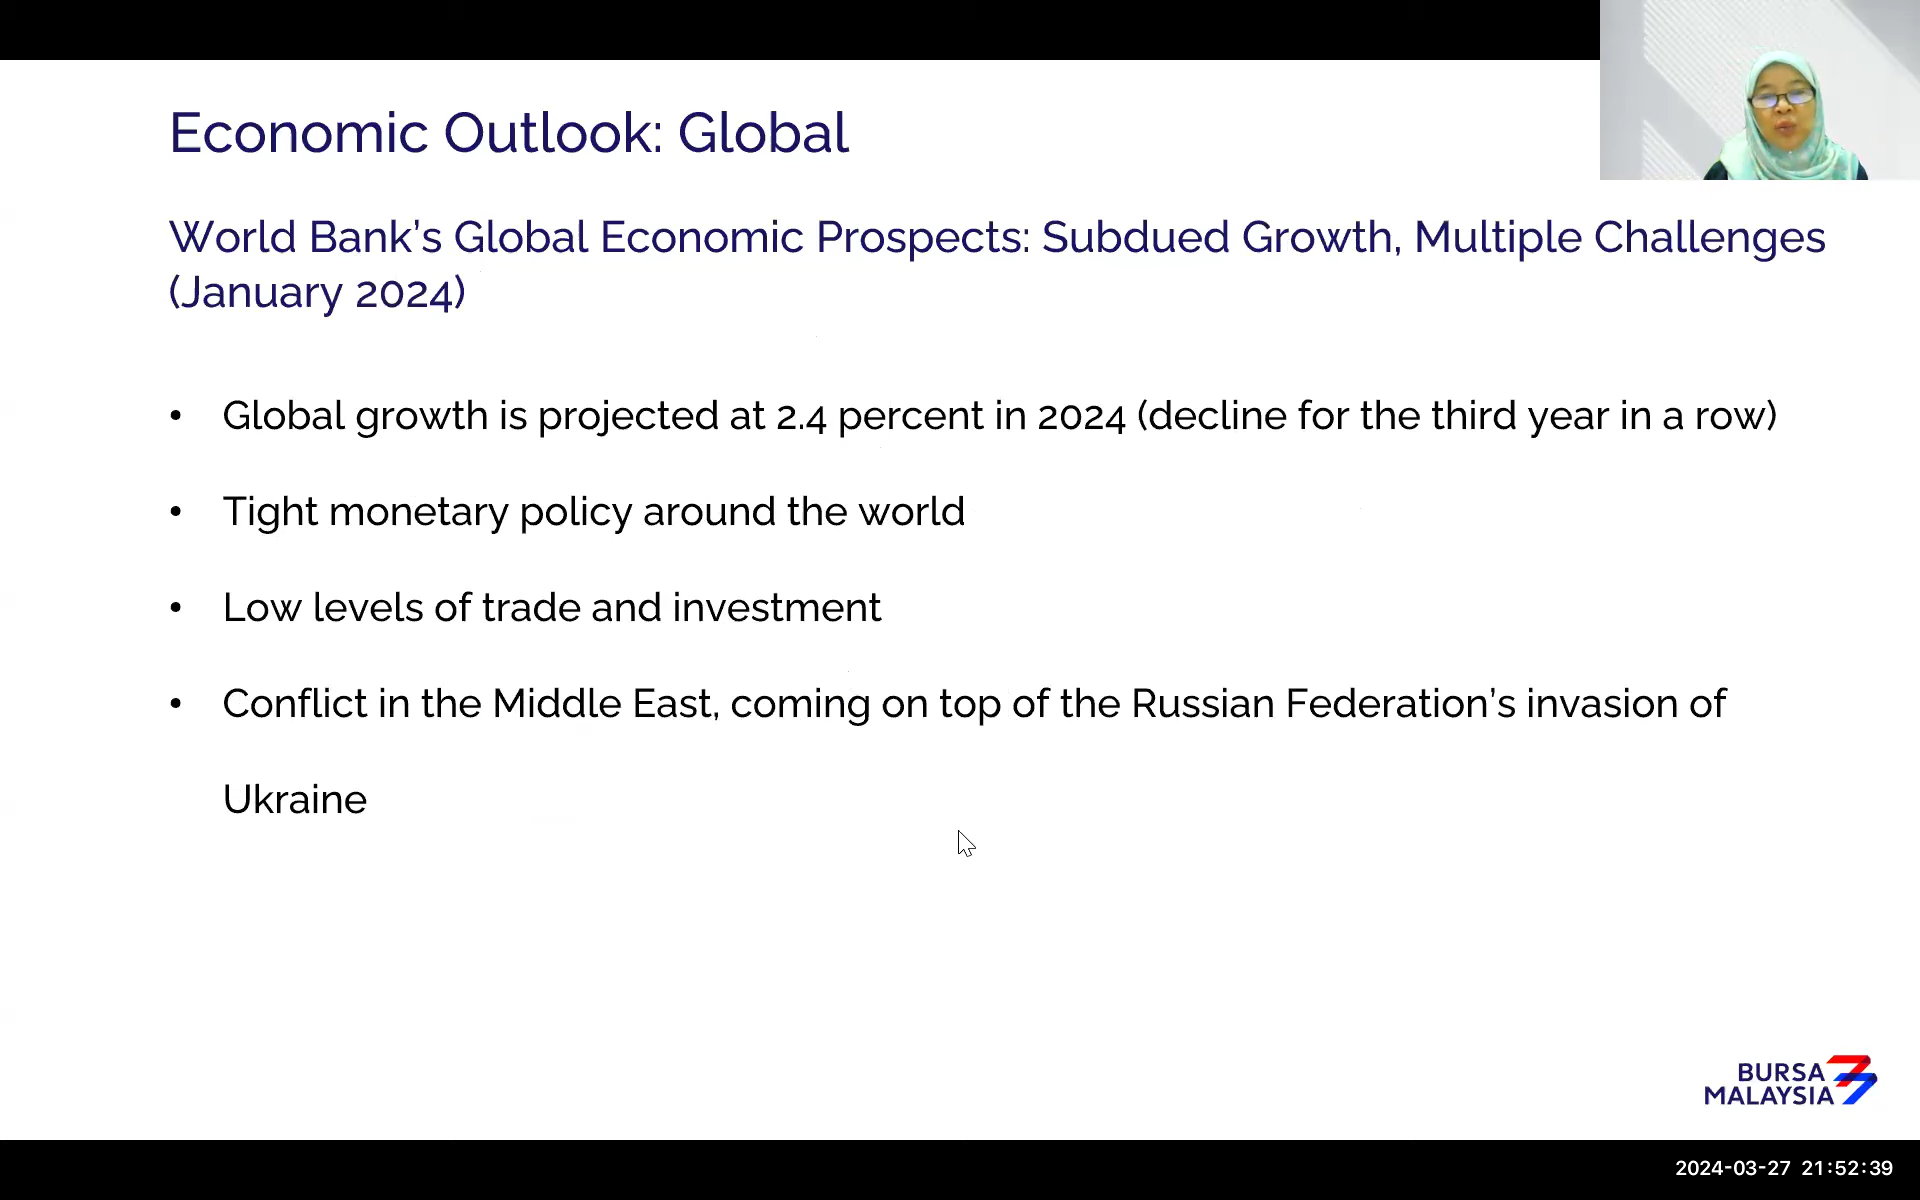 Economic Outlook: Global
World Bank’s Global Economic Prospects: Subdued Growth, Multiple Challenges
(January 2024)
• Global growth is projected at 2.4 percent in 2024 (decline for the third year in a row)
• Tight monetary policy around the world
• Low levels of trade and investment
• Conflict in the Middle East, coming on top of the Russian Federation’s invasion of
Ukraine
BURSA
MALAYSIA
2024-03-27 21:52:39